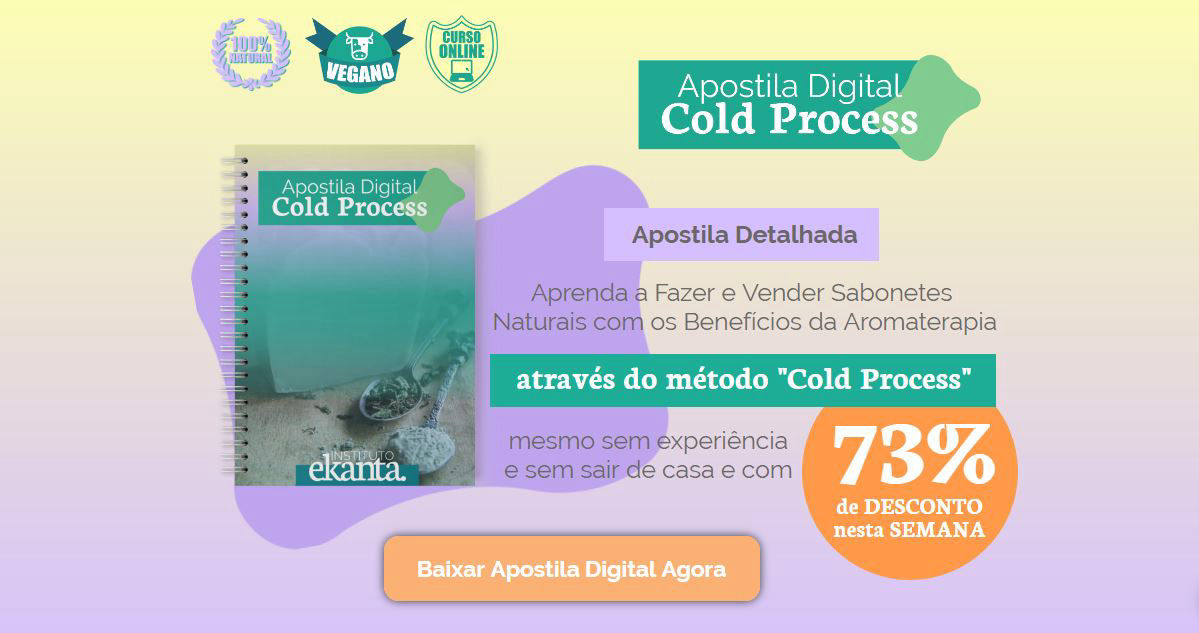 100%
NATURAL
VEGANO
CURSO
ONLINE
Apostila Digital
Cold Process
Apostila Digital
Cold Process
INSTITUTO
ekanta.
Apostila Detalhada
Aprenda a Fazer e Vender Sabonetes
Naturais com os Benefícios da Aromaterapia
através do método "Cold Process"
mesmo sem experiência
e sem sair de casa e com
73%
de DESCONTO
nesta SEMANA
Baixar Apostila Digital Agora